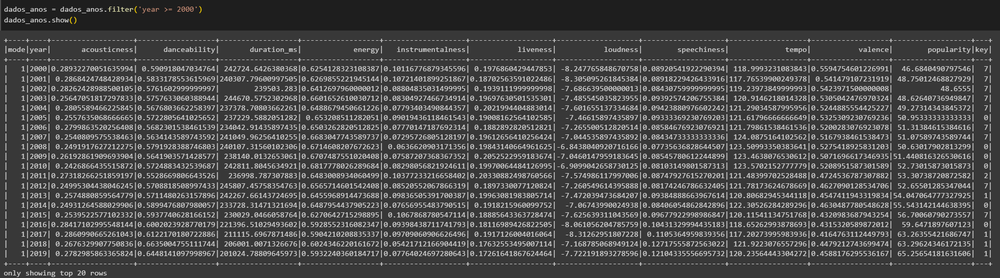 dados_anos = dados_anos.filter('year >= 2000')
dados_anos.show()
+----+----+-------------------+------------------+------------------+------------------+-------------------+-------------------+-------------------+-------------------+------------------+------------------+------------------+---+
|mode|year|       acousticness|      danceability|       duration_ms|            energy|   instrumentalness|           liveness|           loudness|        speechiness|             tempo|           valence|        popularity|key|
+----+----+-------------------+------------------+------------------+------------------+-------------------+-------------------+-------------------+-------------------+------------------+------------------+------------------+---+
|   1|2000|0.28932270051635994| 0.590918047034764| 242724.6426380368|0.6254128323108387|0.10116776879345596| 0.1976860429447853| -8.247765848670758|0.08920541922290394| 118.9993231083843|0.5594754601226991|  46.6840490797546|  7|
|   1|2001| 0.2868424748428934|0.5833178553615969|240307.79600997505|0.6269855221945144|0.10721401899251867|0.18702563591022486| -8.305095261845384|0.08918229426433916|117.76539900249378| 0.541479107231919| 48.75012468827929|  7|
|   1|2002|0.28262428988500105|0.5761602999999997|        239503.283|0.6412697960000012|0.08804835031499995| 0.1939111999999998| -7.686639500000013|0.08430759999999995|119.23973849999993|0.5423971500000008|           48.6555|  7|
|   1|2003|0.25647051817297833|0.5757633060388944| 244670.5752302968|0.6601652610030712|0.08304927466734914|0.19697630501535301| -7.485545035823955|0.09392574206755384| 120.9146218014328|0.5305042476970324| 48.62640736949847|  7|
|   1|2004| 0.2805589466225845|0.5676803662258397|237378.70803662261|0.6488679450661226|0.07793403490844357| 0.2021994404883014| -7.601655137334684|0.09423880976602242|121.29034587995956|0.5244885554425227| 49.27314343845372|  7|
|   1|2005| 0.2557635068666665|0.5722805641025652| 237229.5882051282| 0.653208511282051|0.09019436118461543|0.19008162564102585|  -7.46615897435897|0.09333369230769203|121.61796666666649|0.5325309230769236| 50.95333333333333|  0|
|   1|2006| 0.2799863520256408|0.5682301538461539|234042.91435897435|0.6503262820512825|0.07770147187692314| 0.1882892820512821| -7.265500512820514|0.08584676923076921|121.79861538461536|0.5200283076923078| 51.31384615384616|  7|
|   1|2007| 0.2540809575538463|0.5634143589743592|241049.96256410255|0.6683047743589737|0.07295726805128197|0.19612656410256424| -7.044535897435892|0.08434733333333336| 124.0875164102562|0.5167938461538473| 51.07589743589744|  7|
|   1|2008| 0.2491917627212275|0.5791928388746803|240107.31560102306|0.6714608207672623| 0.0636620903171356|0.19843140664961625|-6.8438040920716166|0.07735636828644507|123.50993350383641|0.5275418925831203| 50.63017902813299|  0|
|   1|2009|0.26192861909693904|0.5641903571428577| 238140.0132653061|0.6707487551020408|0.07587207368367352| 0.2052522959183674|-7.0460147959183645|0.08545780612244899| 123.4638076530612|0.5071696617346935|51.440816326530616|  0|
|   1|2010| 0.2426866435515872|0.5724883432539687| 242811.8045634921|0.6817778026289684|0.08298056821924611|0.19970064484126995|-6.9099042658730125|0.08103149801587313| 123.5702152777779|0.5208951587301589| 52.73015873015873|  0|
|   1|2011|0.27318266251859197|0.5528669806643526|  236998.787307883|0.6483008934060499|0.10377233216658402|0.20330882498760566| -7.574986117997006|0.08747927615270201|121.48399702528488|0.4724536787307882| 53.30738720872582|  2|
|   1|2012|0.24995304438046245|0.5708818508997433|245807.45758354763|0.6565714601542408|0.08520552067866319| 0.1897330077120824| -7.260549614395888|0.08174246786632405|121.78173624678669|0.4627090128534706| 52.65501285347044|  7|
|   1|2013| 0.2574880859564779|0.5711480263157896|242267.66143724695|0.6455968914473688|0.09836505391700387|0.19963081983805714| -7.472039473684207|0.09384888663967614|120.80682945344118|0.4547411943319834|54.047064777327925|  1|
|   1|2014|0.24931264588029906|0.5899476807980057|233728.31471321694|0.6487954437905223|0.07656955483790515| 0.1918215960099752|  -7.06743990024938|0.08406054862842896|122.30526284289296|0.4630487780548628|55.543142144638395|  0|
|   1|2015| 0.2539522577102332|0.5937740628166152| 230029.0466058764|0.6270642715298895| 0.1067868780547114|0.18885643363728474| -7.625639311043569|0.09677922998986847|120.11541134751768|0.4320983687943254| 56.70060790273557|  7|
|   1|2016|0.28417102995548144|0.6002023928770179|221396.51029493602|0.5928552316082347|0.09398438711741793|0.18116989426822505| -8.061056204785759|0.10431329994435183|118.65262993878693|0.4315320589872012|  59.6471897607123|  0|
|   1|2017| 0.2860990665261043|0.6122170180722886| 211115.6967871486|0.5904210208835337|0.09709060906626496| 0.1917126004016064|  -8.31262951807228| 0.1105364959839356|117.20273995983936|0.4164763112449793| 63.26355421686747|  1|
|   1|2018| 0.2676329907750836|0.6635004755111744| 206001.0071326676|0.6024346220161672|0.05421712166904419|0.17632553495007114| -7.168785068949124|0.12717555872563022| 121.9223076557296|0.4479212743699474| 63.29624346172135|  1|
|   1|2019| 0.2782985863365824|0.6448141097998967|201024.78809645973|0.5932240360184717|0.07764024697280643|0.17261641867624464| -7.722191893278596|0.12104335556695732|120.23564443304272|0.4588176295536167| 65.25654181631606|  1|
+----+----+-------------------+------------------+------------------+------------------+-------------------+-------------------+-------------------+-------------------+------------------+------------------+------------------+---+
only showing top 20 rows